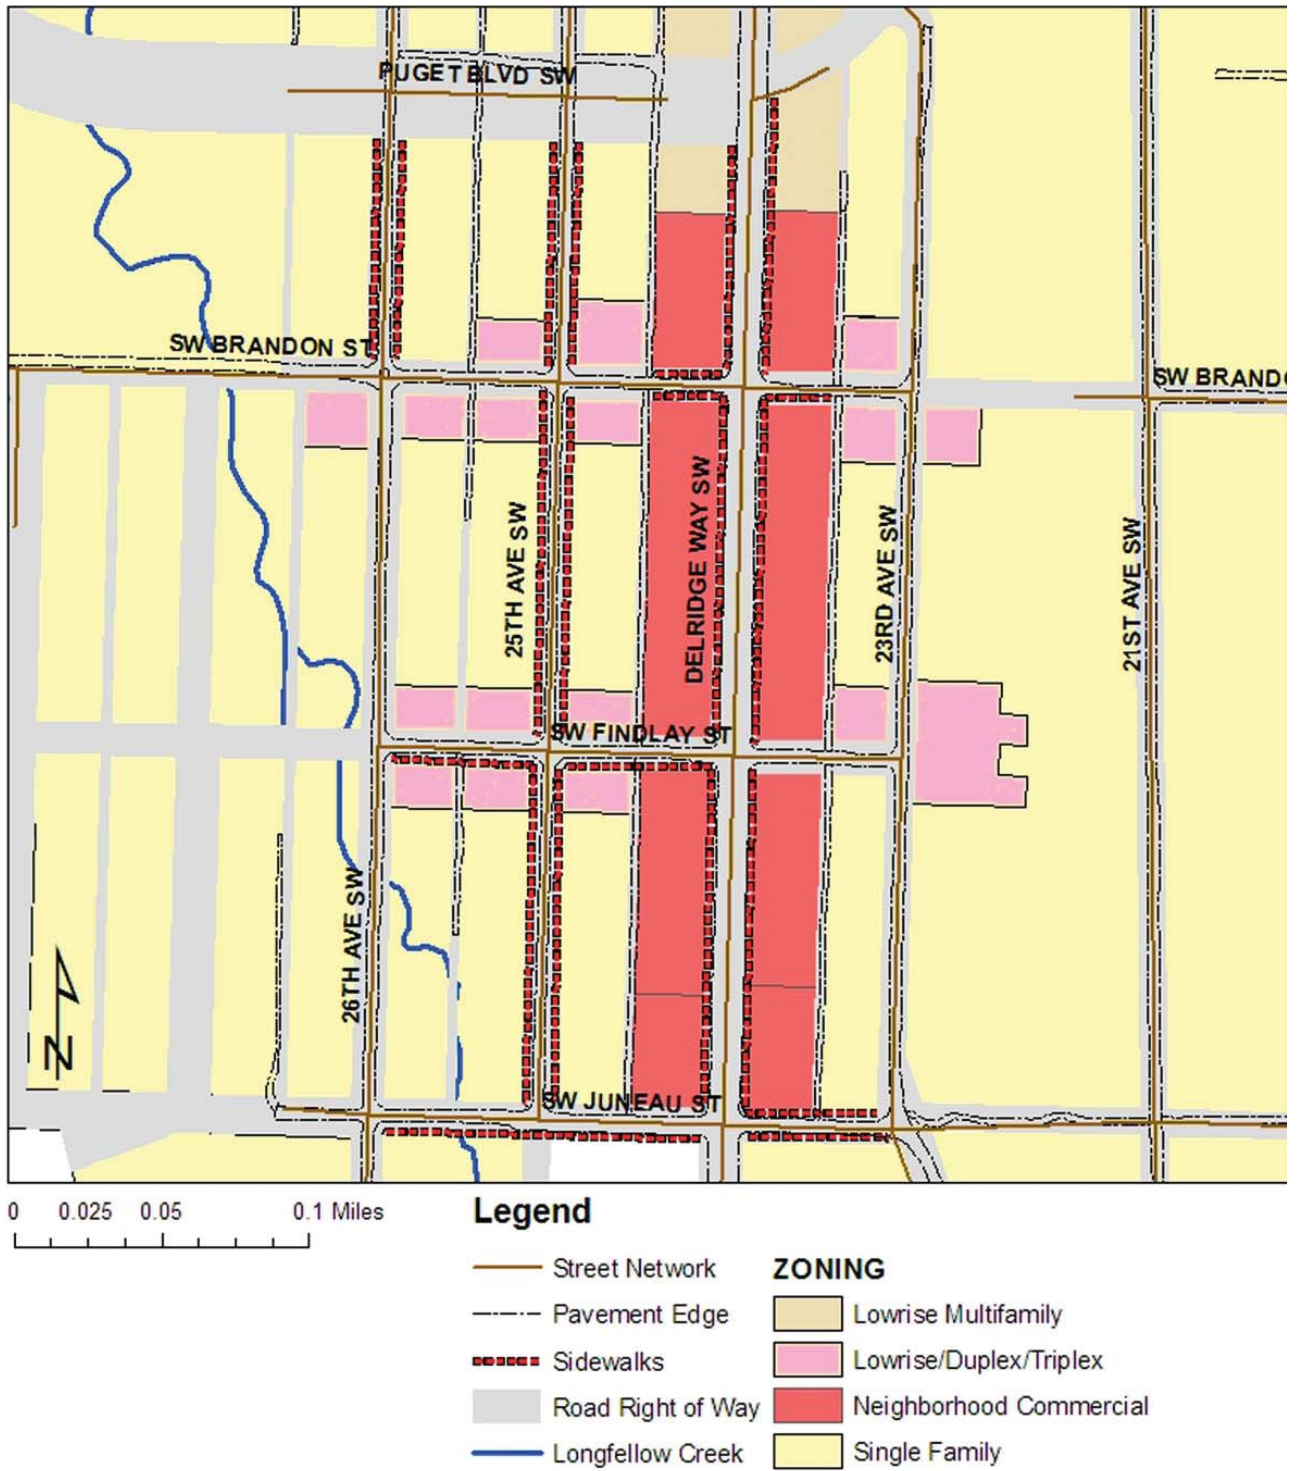 PUGET BLVD SW
SW BRANDON ST
SW BRAND
25TH AVE SW
DELRIDGE WAY SW
23RD AVE SW
21ST AVE SW
SW FINDLAY ST
26TH AVE SW
N
SW JUNEAU ST
0 0.025 0.05 0.1 Miles
Legend
Street Network
Pavement Edge
Sidewalks
Road Right of Way
Longfellow Creek
ZONING
Lowrise Multifamily
Lowrise/Duplex/Triplex
Neighborhood Commercial
Single Family